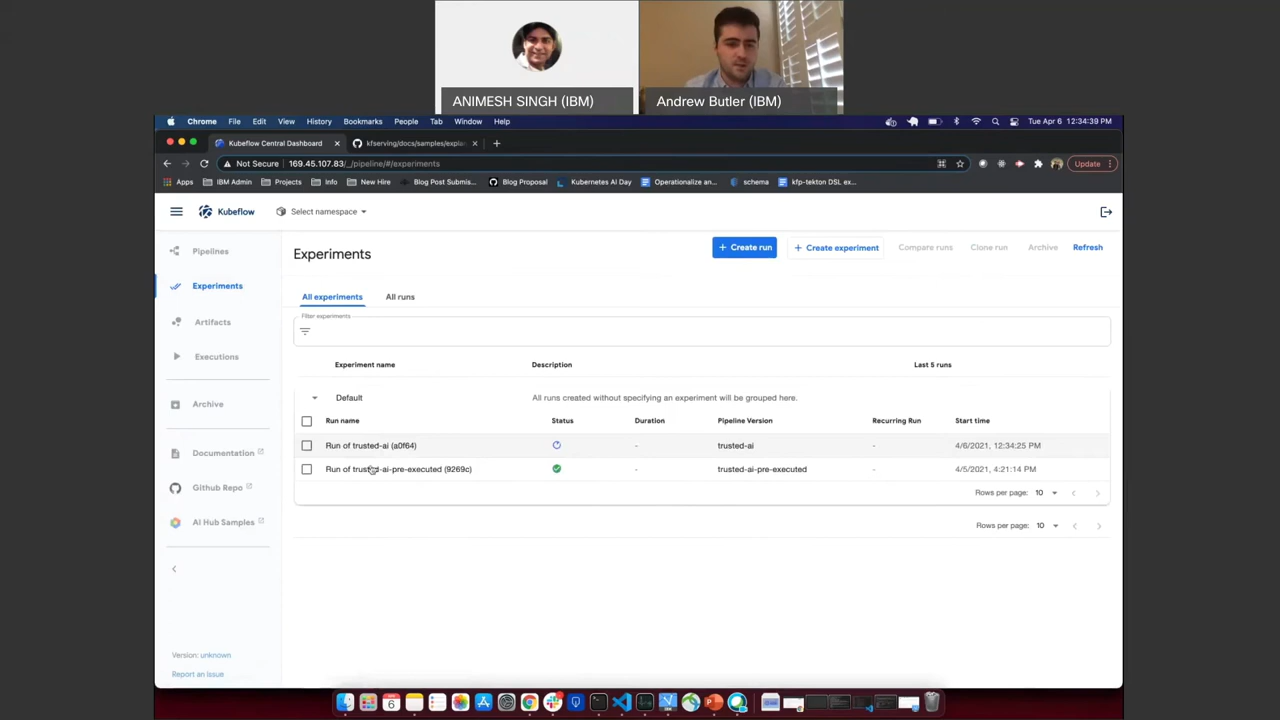 ANIMESH SINGH (IBM)
Andrew Butler (IBM)
Chrome File Edit View History Bookmarks People Tab Window Help
Tue Apr 6 12:34:39 PM
Kubeflow Central Dashboard
kfserving/docs/samples/expla
Not Secure 169.45.107.83/_/pipeline/#/experiments
Update
Apps IBM Admin Projects Info New Hire Blog Post Submis... Blog Proposal Kubernetes AI Day Operationalize an... schema kfp-tekton DSL ex...
Kubeflow
Select namespace
Pipelines
Experiments
Artifacts
Executions
Archive
Documentation
Github Repo
AI Hub Samples
Version: unknown
Report an issue
Experiments
+ Create run
+ Create experiment
Compare runs
Clone run
Archive
Refresh
All experiments All runs
Filter experiments
Experiment name Description Last 5 runs
Default All runs created without specifying an experiment will be grouped here.
Run name Status Duration Pipeline Version Recurring Run Start time
Run of trusted-ai (a0f64) - trusted-ai - 4/6/2021, 12:34:25 PM
Run of trusted-ai-pre-executed (9269c) - trusted-ai-pre-executed - 4/5/2021, 4:21:14 PM
Rows per page: 10
Rows per page: 10
6